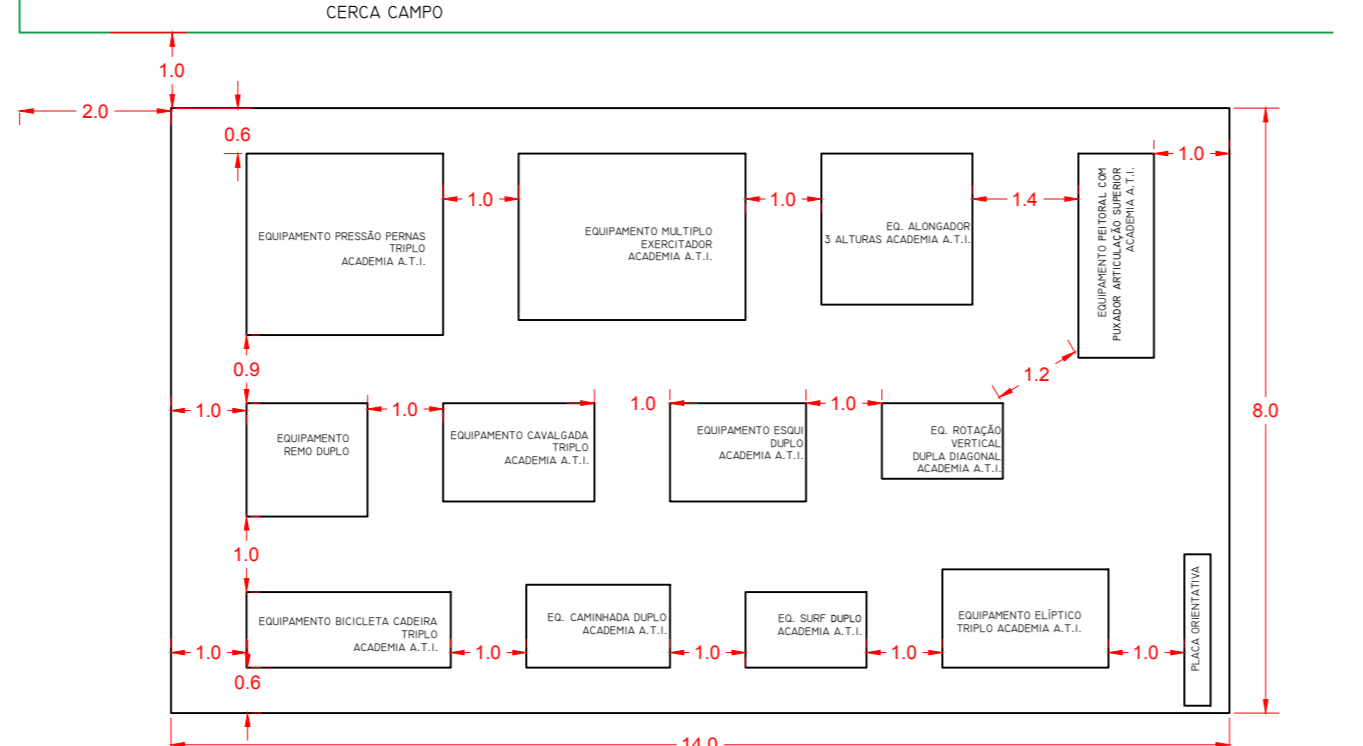 CERCA CAMPO
1.0
2.0
0.6
1.0
1.0
1.4
1.0
EQUIPAMENTO PRESSÃO PERNAS
TRIPLO
ACADEMIA A.T.I.
EQUIPAMENTO MULTIPLO
EXERCITADOR
ACADEMIA A.T.I.
EQ. ALONGADOR
3 ALTURAS ACADEMIA A.T.I.
EQUIPAMENTO PEITORAL COM
PUXADOR ARTICULAÇÃO SUPERIOR
ACADEMIA A.T.I.
0.9
1.2
1.0
1.0
1.0
1.0
8.0
EQUIPAMENTO
REMO DUPLO
EQUIPAMENTO CAVALGADA
TRIPLO
ACADEMIA A.T.I.
EQUIPAMENTO ESQUI
DUPLO
ACADEMIA A.T.I.
EQ. ROTAÇÃO
VERTICAL
DUPLA DIAGONAL
ACADEMIA A.T.I.
1.0
EQUIPAMENTO BICICLETA CADEIRA
TRIPLO
ACADEMIA A.T.I.
EQ. CAMINHADA DUPLO
ACADEMIA A.T.I.
EQ. SURF DUPLO
ACADEMIA A.T.I.
EQUIPAMENTO ELÍPTICO
TRIPLO ACADEMIA A.T.I.
PLACA ORIENTATIVA
1.0
1.0
1.0
1.0
1.0
0.6
14.0